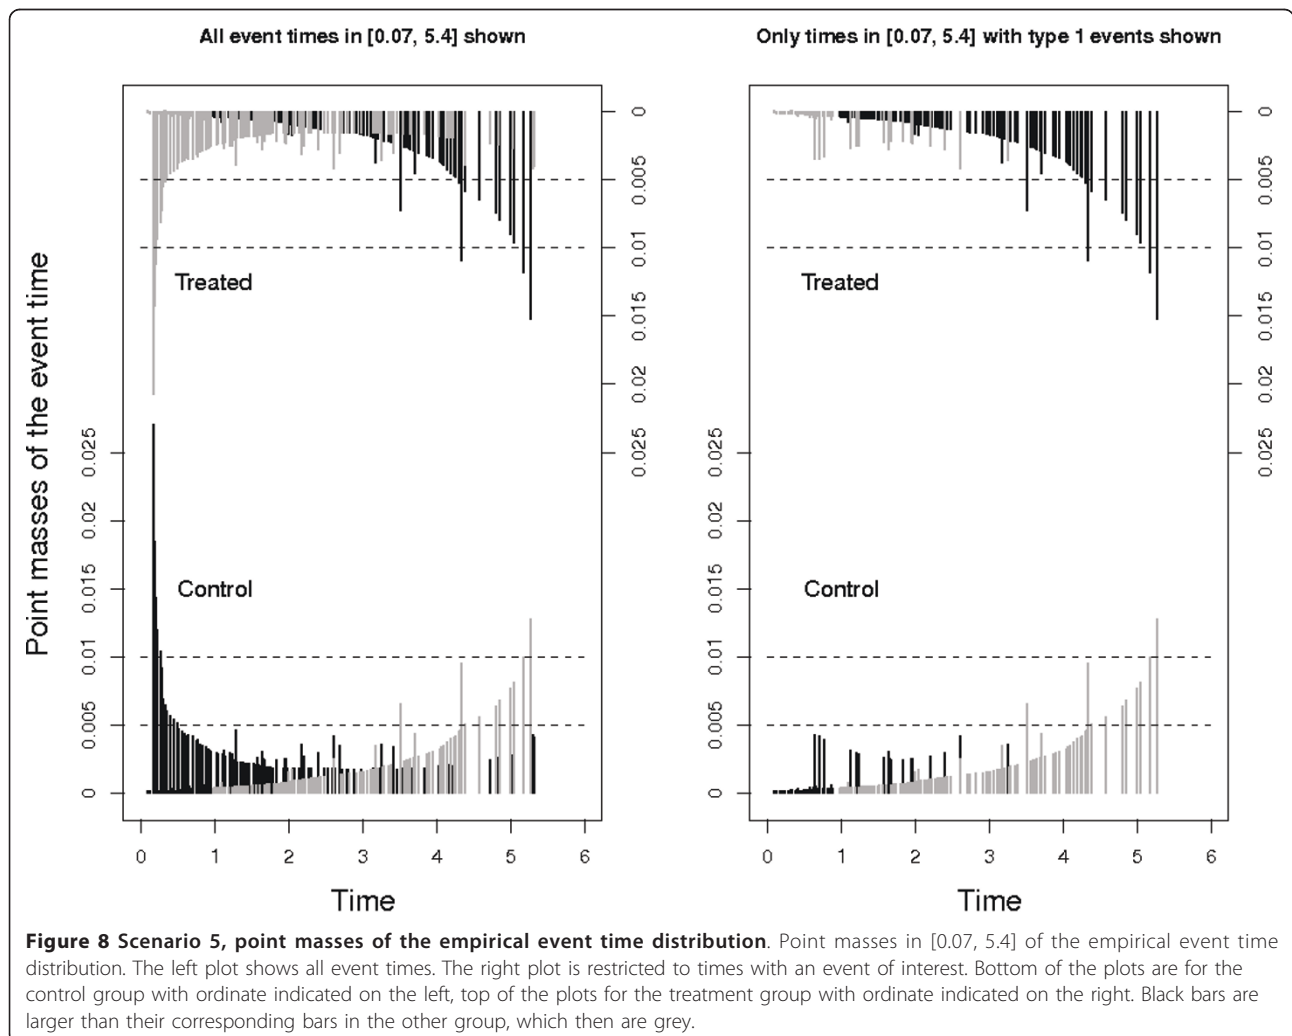 All event times in [0.07, 5.4] shown
Only times in [0.07, 5.4] with type 1 events shown
Point masses of the event time
0
0.005
0.01
0.015
0.02
0.025
Treated
Control
0
0.005
0.01
0.015
0.02
0.025
0 1 2 3 4 5 6
Time
0
0.005
0.01
0.015
0.02
0.025
Treated
Control
0
0.005
0.01
0.015
0.02
0.025
0 1 2 3 4 5 6
Time
Figure 8 Scenario 5, point masses of the empirical event time distribution. Point masses in [0.07, 5.4] of the empirical event time
distribution. The left plot shows all event times. The right plot is restricted to times with an event of interest. Bottom of the plots are for the
control group with ordinate indicated on the left, top of the plots for the treatment group with ordinate indicated on the right. Black bars are
larger than their corresponding bars in the other group, which then are grey.